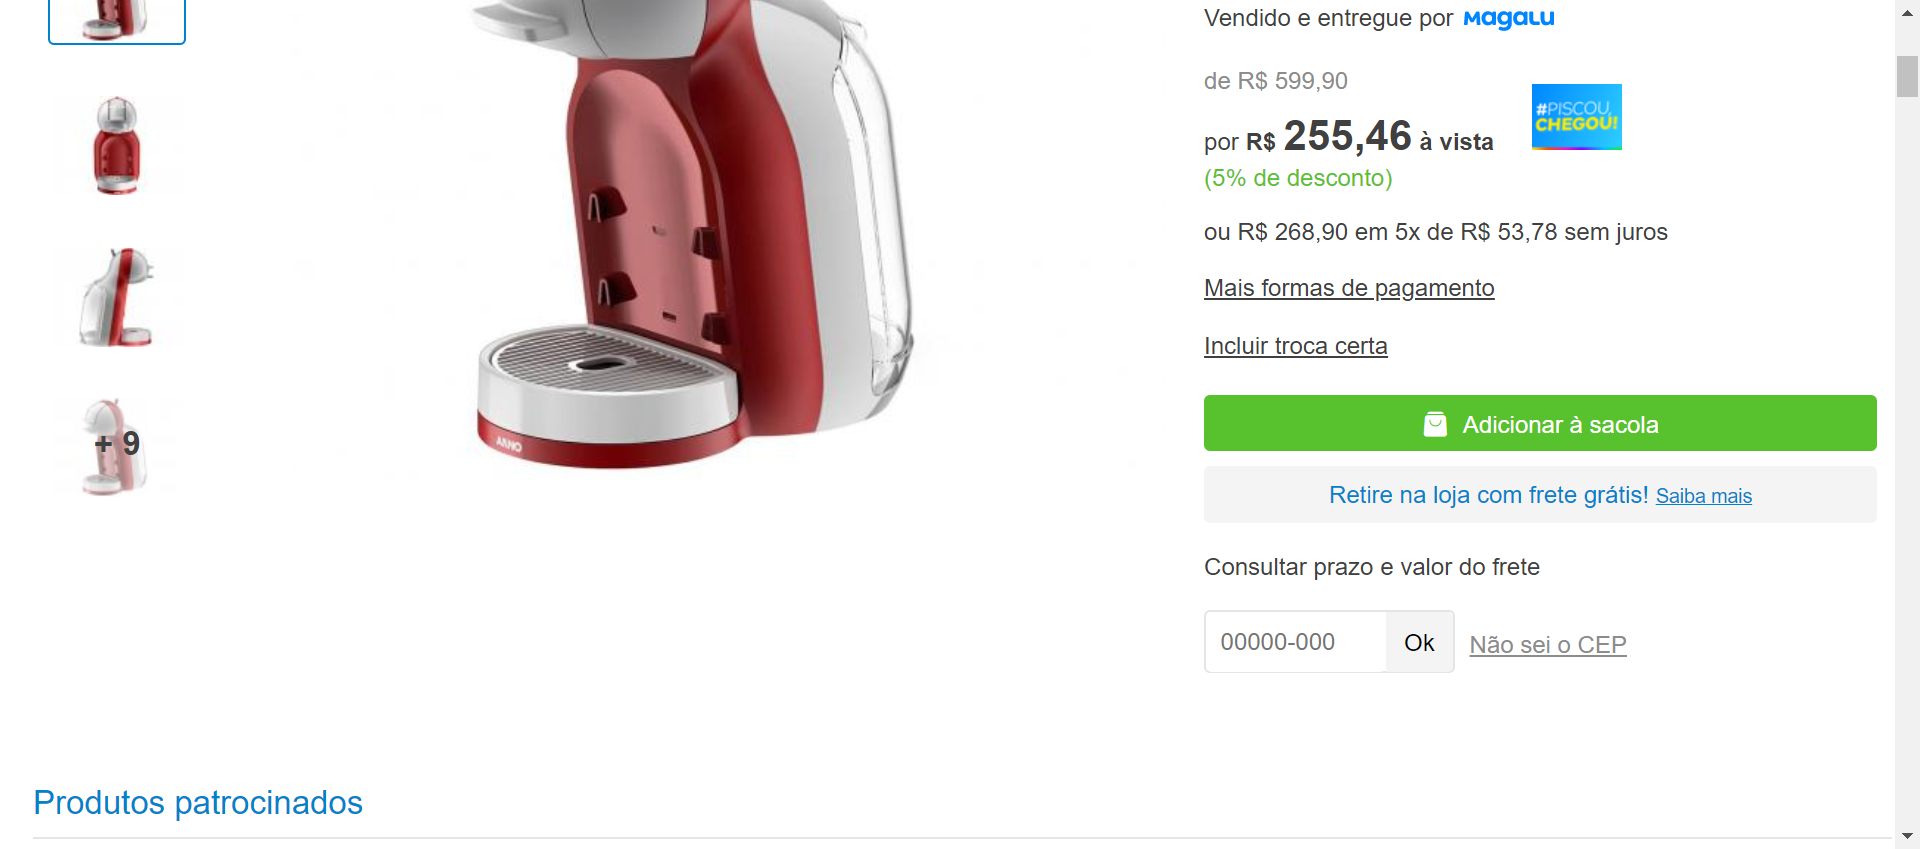 Vendido e entregue por Magalu
de R$ 599,90
por R$ 255,46 à vista
#PISCOU,
CHEGOU!
(5% de desconto)
ou R$ 268,90 em 5x de R$ 53,78 sem juros
Mais formas de pagamento
Incluir troca certa
Adicionar à sacola
Retire na loja com frete grátis! Saiba mais
Consultar prazo e valor do frete
00000-000 Ok Não sei o CEP
+ 9
ARNO
Produtos patrocinados